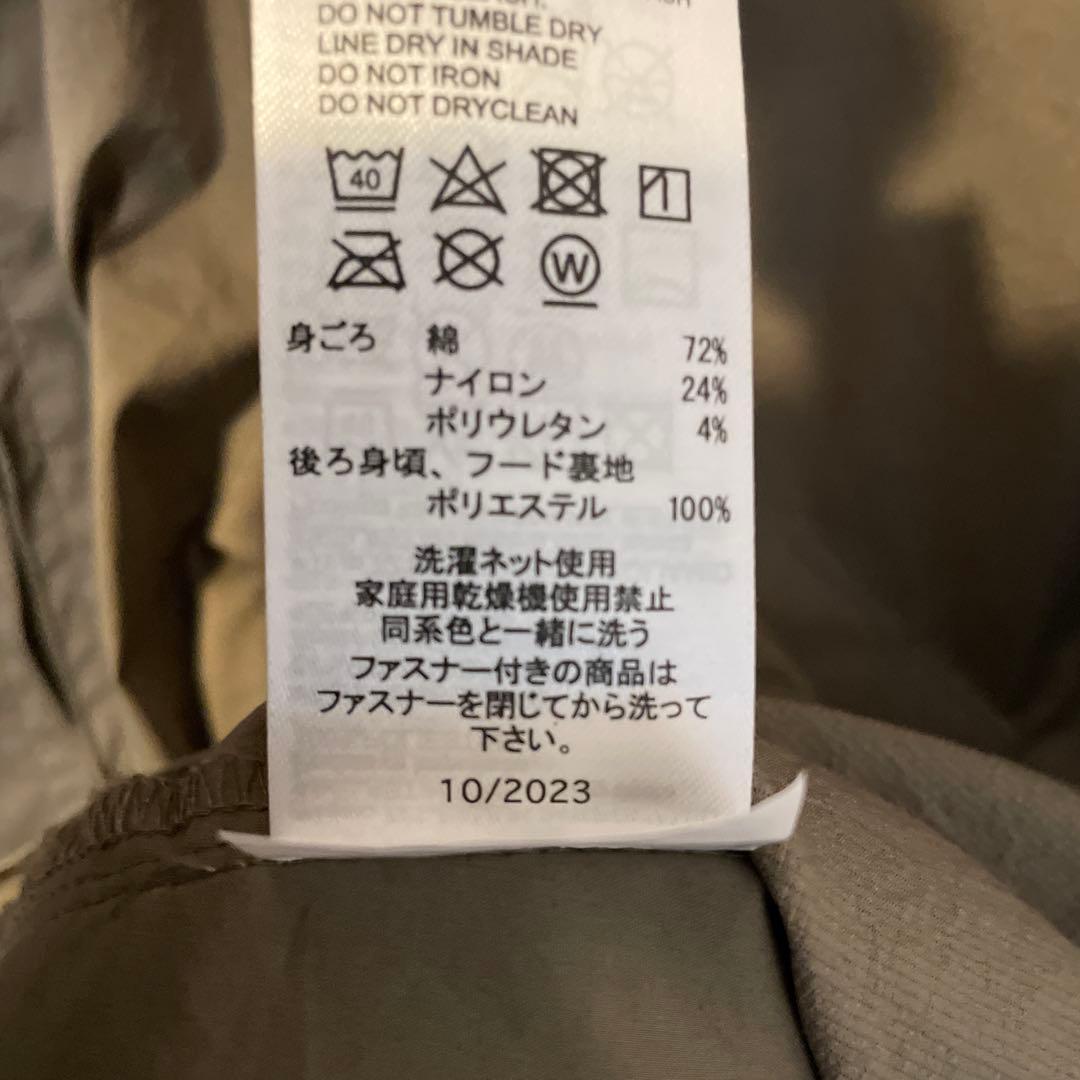 DO NOT TUMBLE DRY
LINE DRY IN SHADE
DO NOT IRON
DO NOT DRYCLEAN
40
W
身ごろ 綿 72%
ナイロン 24%
ポリウレタン 4%
後ろ身頃、フード裏地
ポリエステル 100%
洗濯ネット使用
家庭用乾燥機使用禁止
同系色と一緒に洗う
ファスナー付きの商品は
ファスナーを閉じてから洗って
下さい。
10/2023